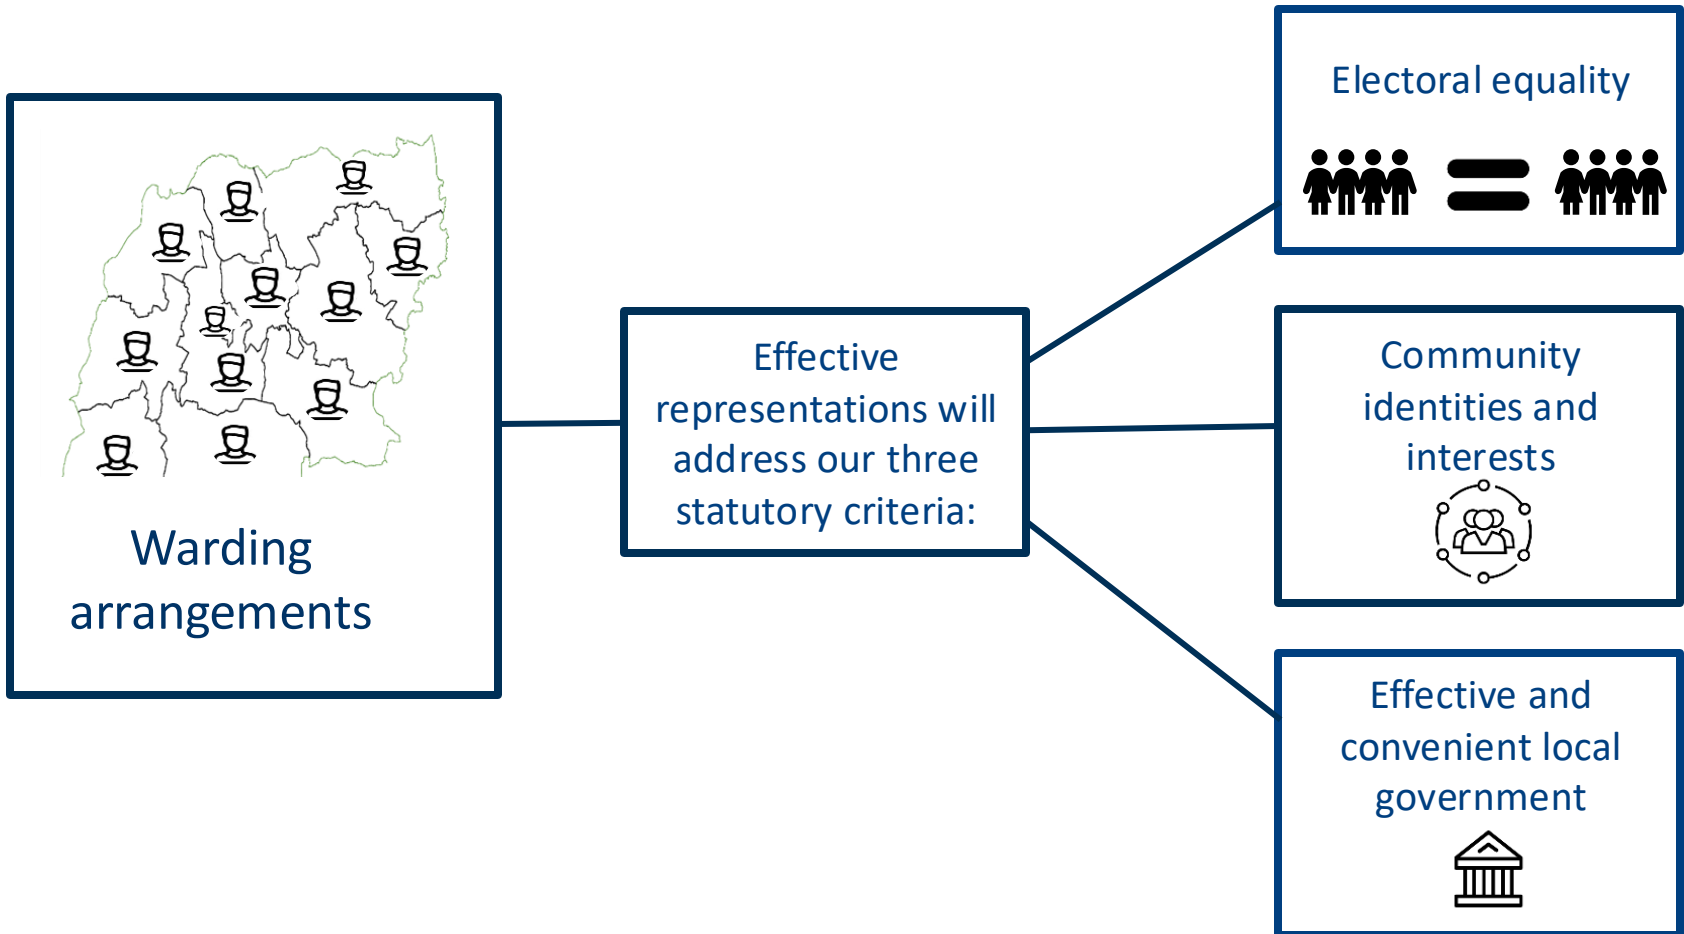 Warding
arrangements
Effective
representations will
address our three
statutory criteria:
Electoral equality
Community
identities and
interests
Effective and
convenient local
government